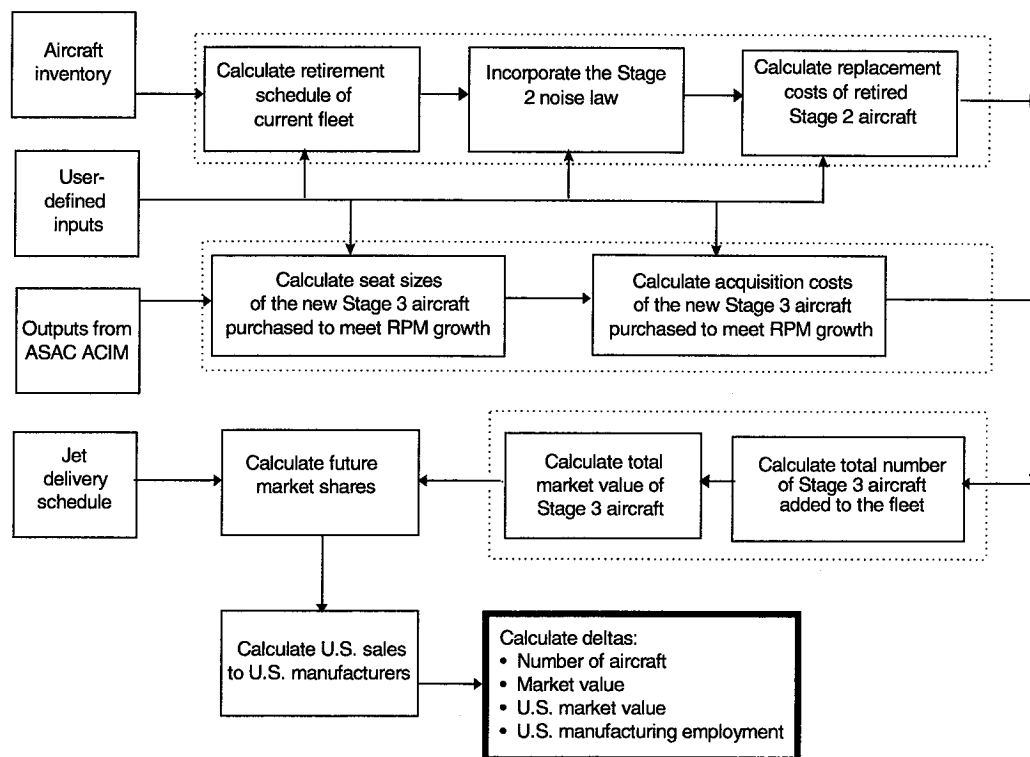 Aircraft
inventory
Calculate retirement
schedule of
current fleet
Incorporate the Stage
2 noise law
Calculate replacement
costs of retired
Stage 2 aircraft
User-
defined
inputs
Calculate seat sizes
of the new Stage 3 aircraft
purchased to meet RPM growth
Calculate acquisition costs
of the new Stage 3 aircraft
purchased to meet RPM growth
Outputs from
ASAC ACIM
Jet
delivery
schedule
Calculate future
market shares
Calculate total
market value of
Stage 3 aircraft
Calculate total number
of Stage 3 aircraft
added to the fleet
Calculate U.S. sales
to U.S. manufacturers
Calculate deltas:
• Number of aircraft
• Market value
• U.S. market value
• U.S. manufacturing employment